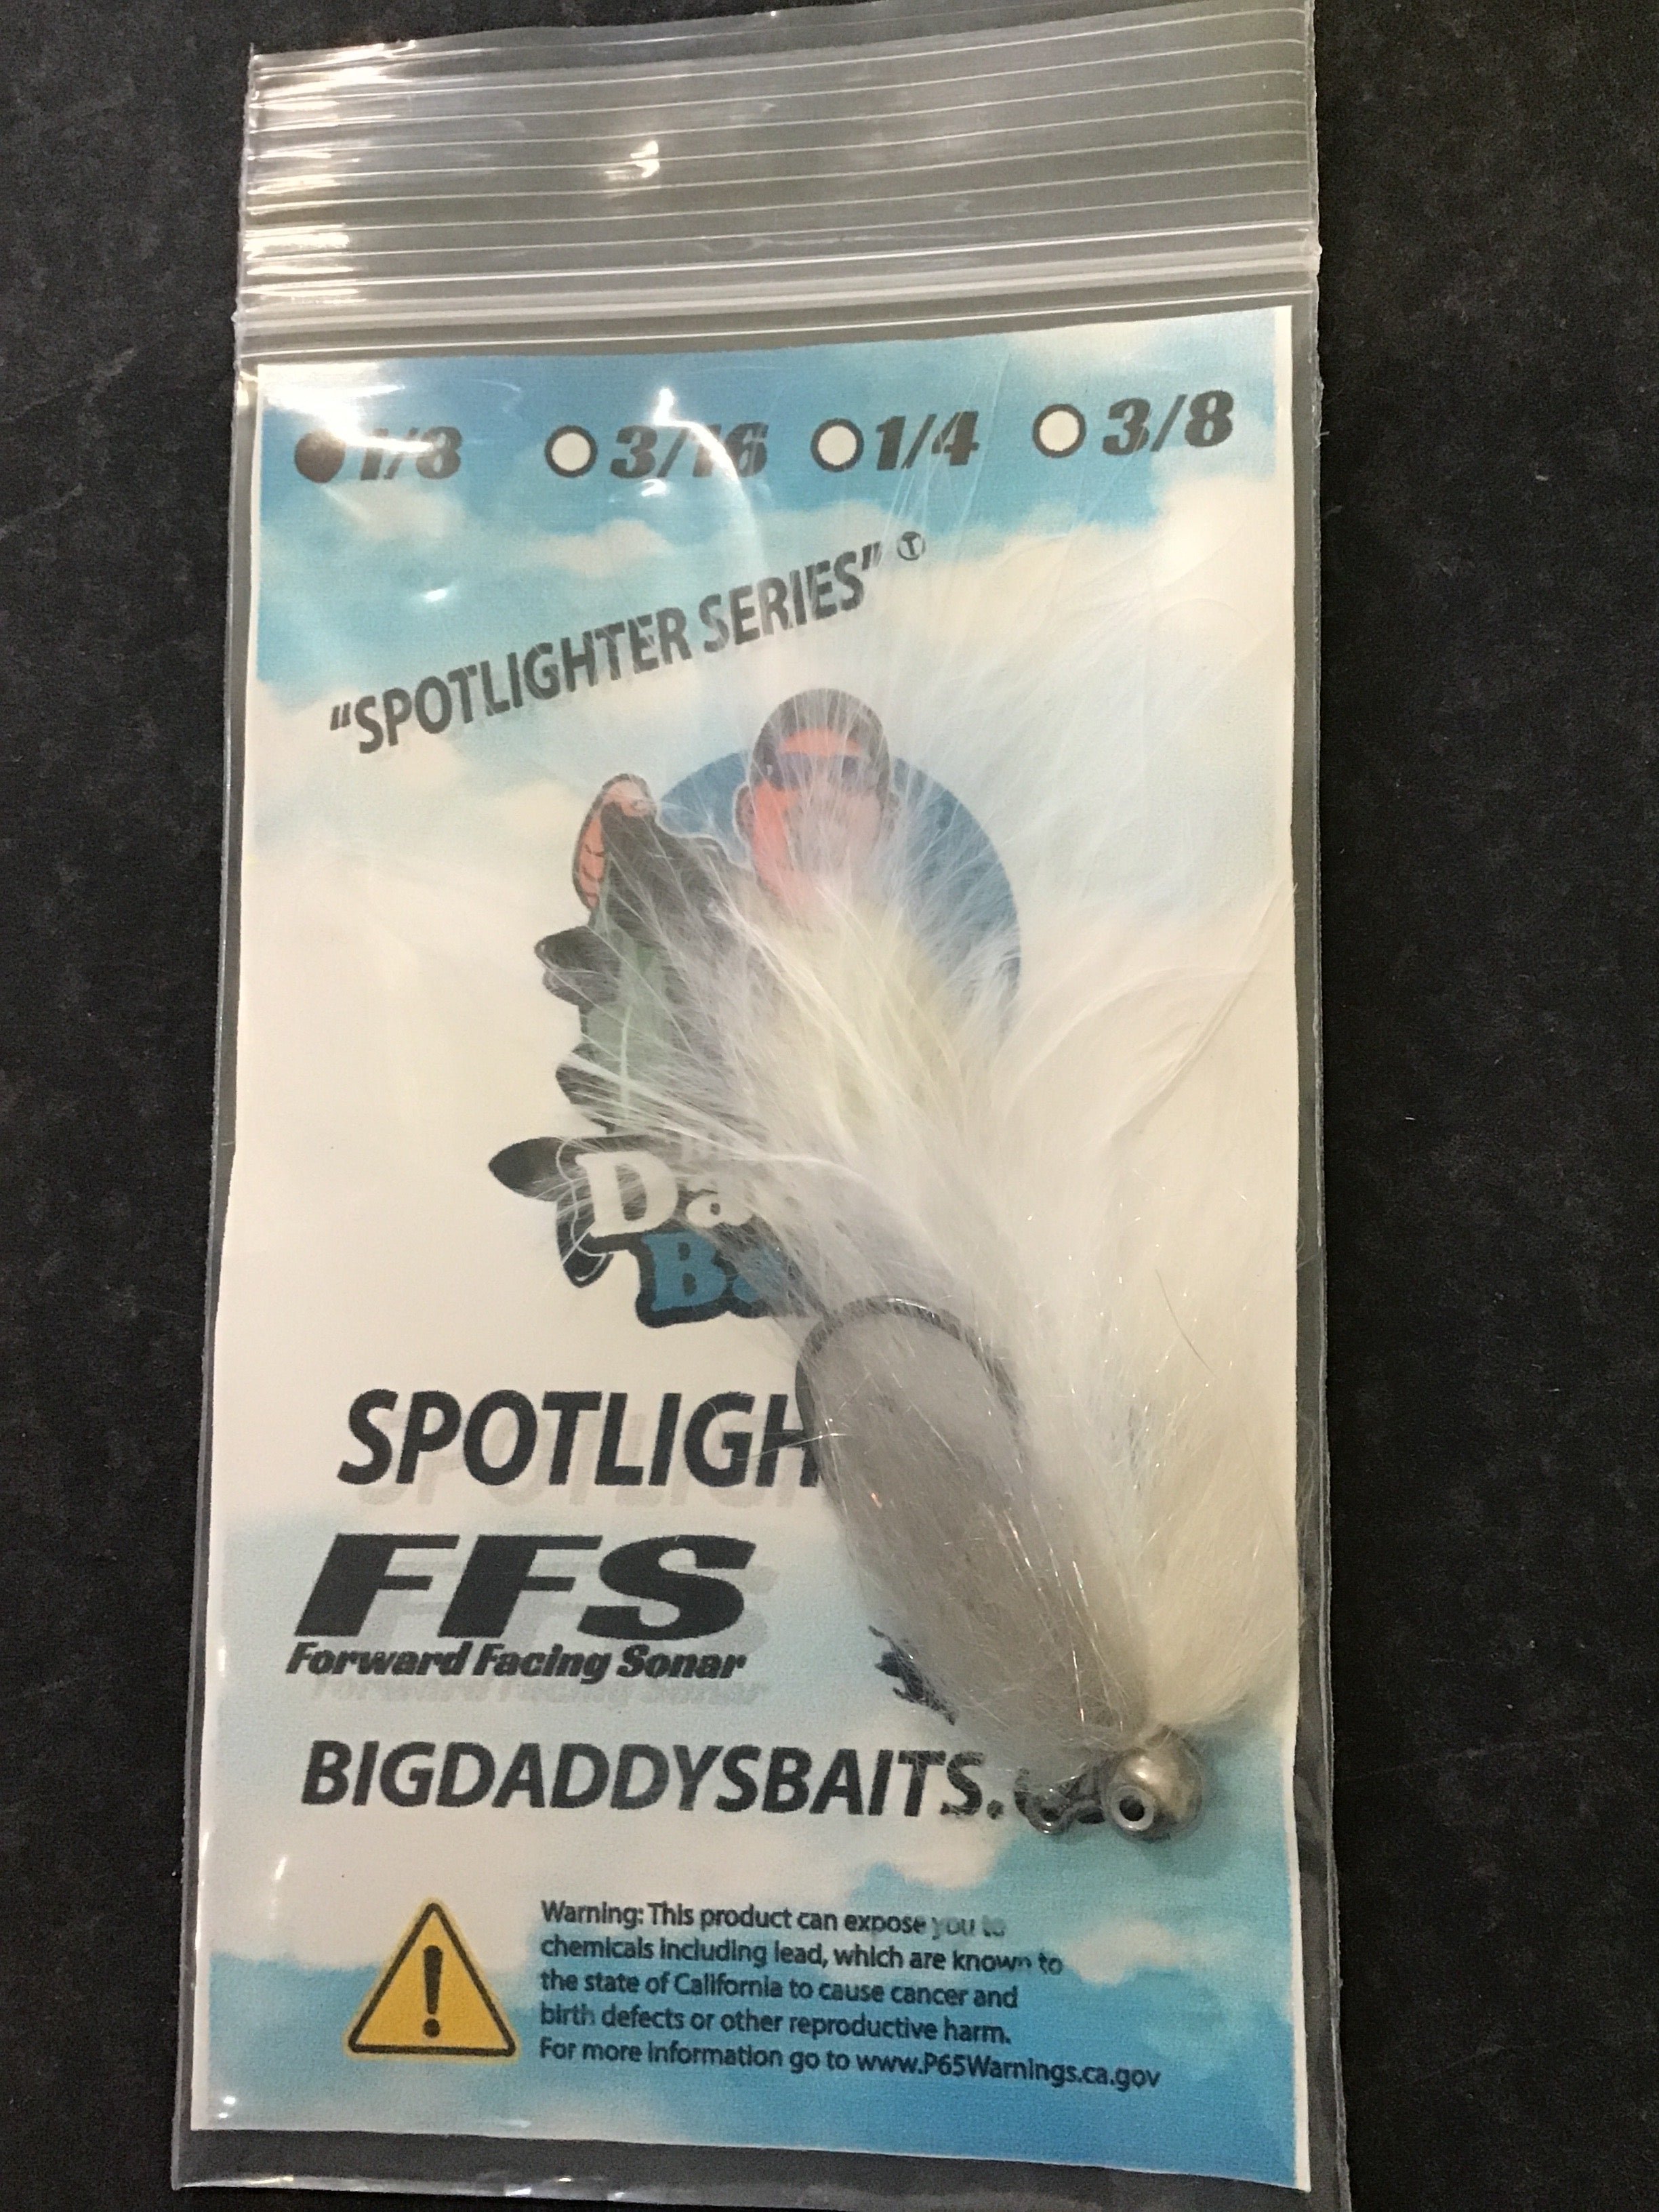 1/8 3/16 1/4 3/8
"SPOTLIGHTER SERIES" ®
Da
Ba
SPOTLIGH
FFS
Forward Facing Sonar
BIGDADDYSBAITS.
Warning: This product can expose you to
chemicals including lead, which are known to
the state of California to cause cancer and
birth defects or other reproductive harm.
For more information go to www.P65Warnings.ca.gov